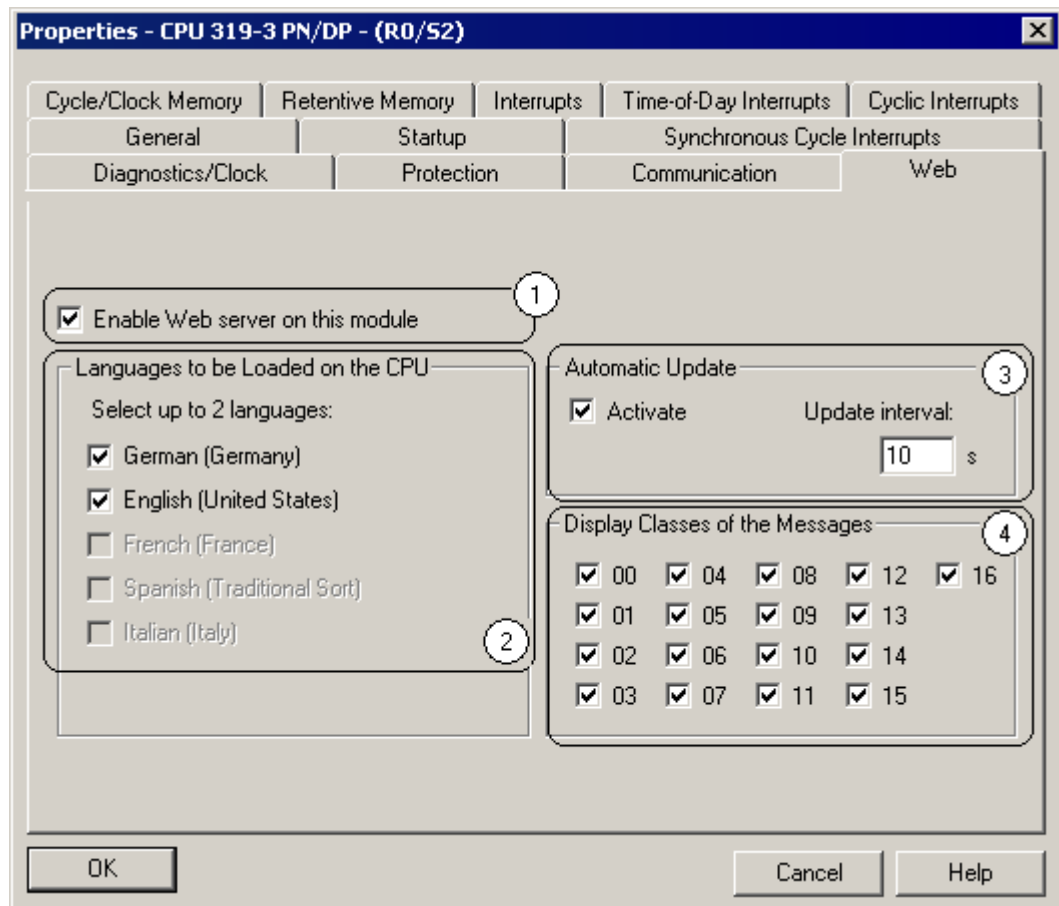 Properties - CPU 319-3 PN/DP - (R0/S2)
Cycle/Clock Memory Retentive Memory Interrupts Time-of-Day Interrupts Cyclic Interrupts
General Startup Synchronous Cycle Interrupts
Diagnostics/Clock Protection Communication Web
1
Enable Web server on this module
Languages to be Loaded on the CPU
Select up to 2 languages:
German (Germany)
English (United States)
French (France)
Spanish (Traditional Sort)
Italian (Italy)
2
Automatic Update
3
Activate Update interval:
10 s
Display Classes of the Messages
4
00 04 08 12 16
01 05 09 13
02 06 10 14
03 07 11 15
OK Cancel Help